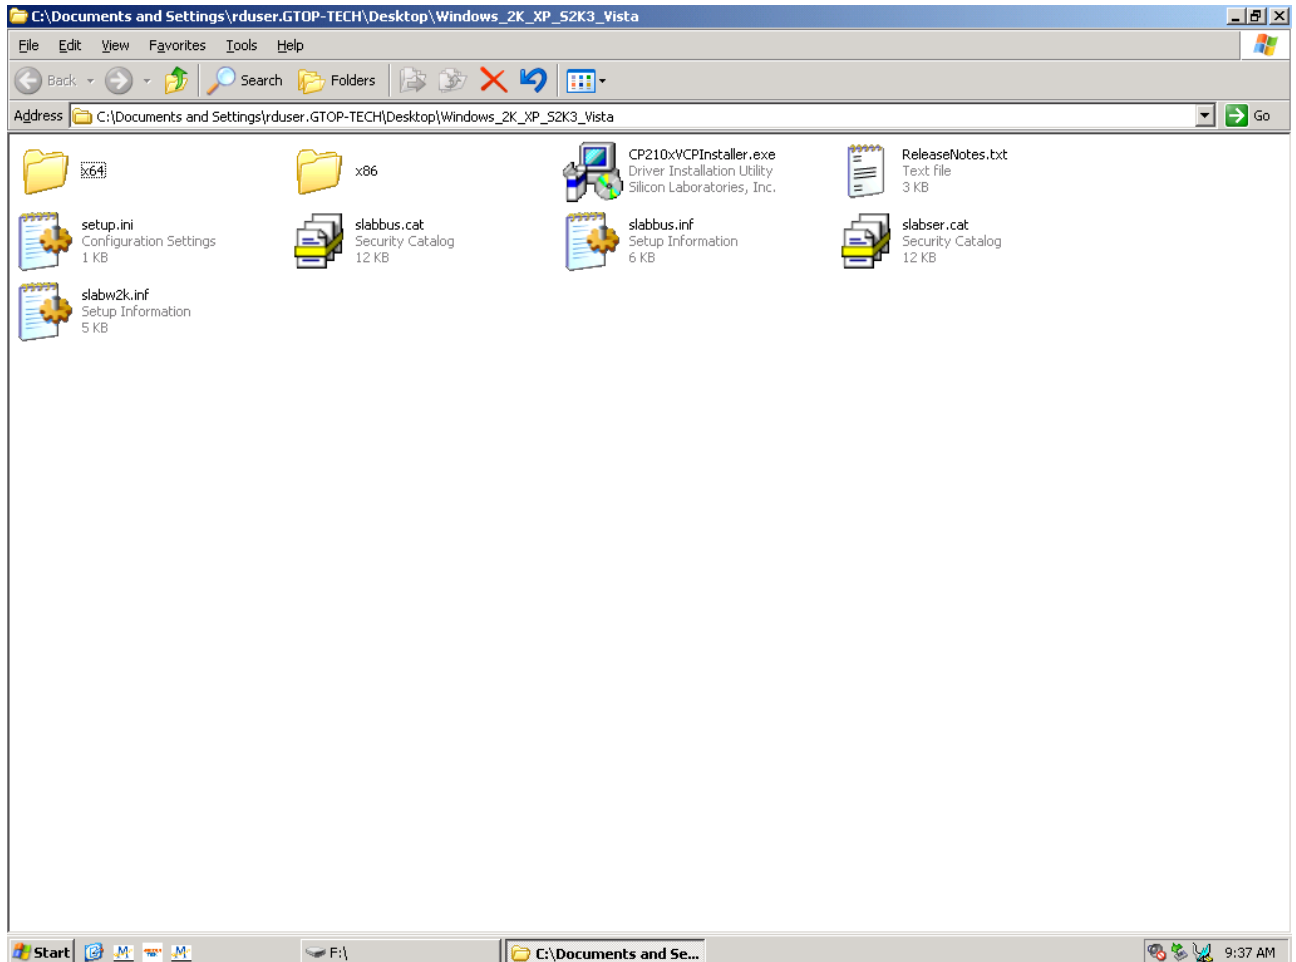 C:\Documents and Settings\rduser.GTOP-TECH\Desktop\Windows_2K_XP_S2K3_Vista
File Edit View Favorites Tools Help
Back Search Folders
Address C:\Documents and Settings\rduser.GTOP-TECH\Desktop\Windows_2K_XP_S2K3_Vista Go
x64
x86
CP210xVCPInstaller.exe
Driver Installation Utility
Silicon Laboratories, Inc.
ReleaseNotes.txt
Text file
3 KB
setup.ini
Configuration Settings
1 KB
slabbus.cat
Security Catalog
12 KB
slabbus.inf
Setup Information
6 KB
slabser.cat
Security Catalog
12 KB
slabw2k.inf
Setup Information
5 KB
Start F:\ C:\Documents and Se... 9:37 AM